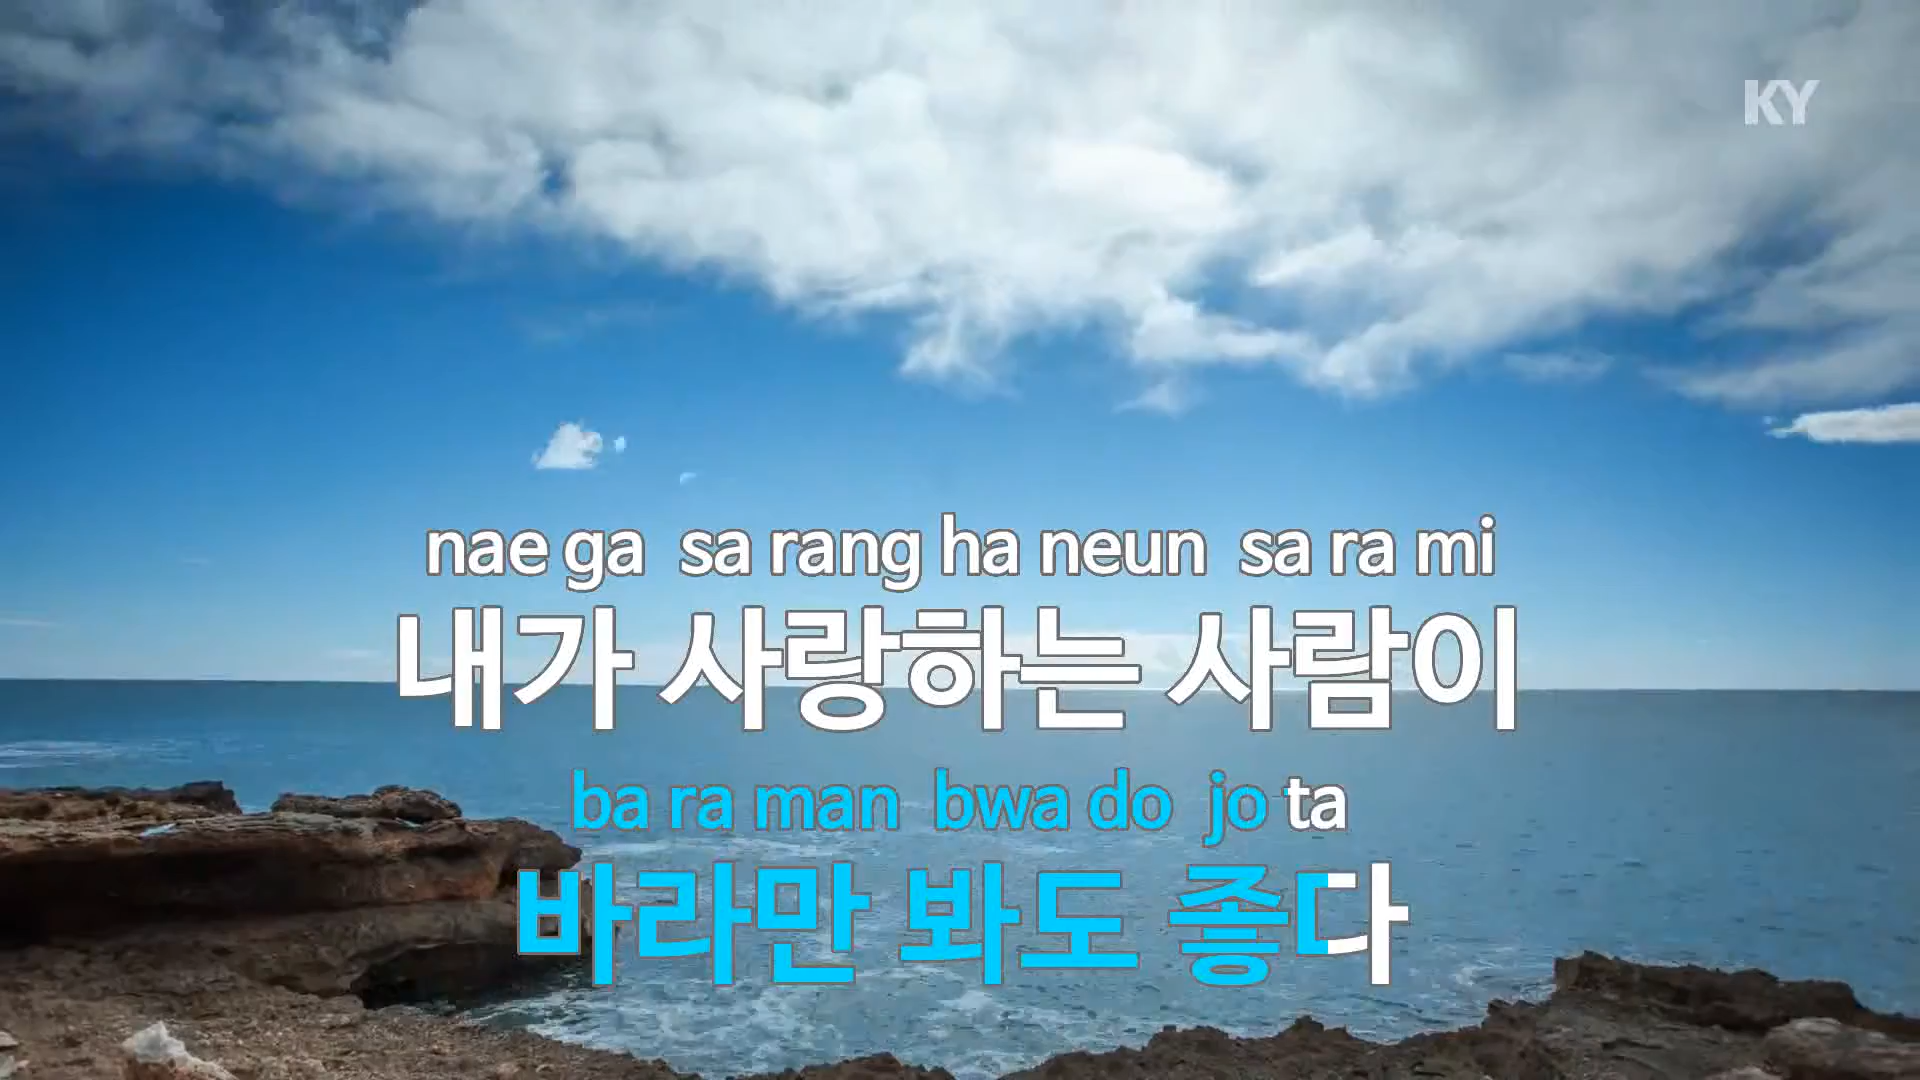 KY
nae ga sa rang ha neun sa ra mi
내가 사랑하는 사람이
ba ra man bwa do jo ta
바라만 봐도 좋다